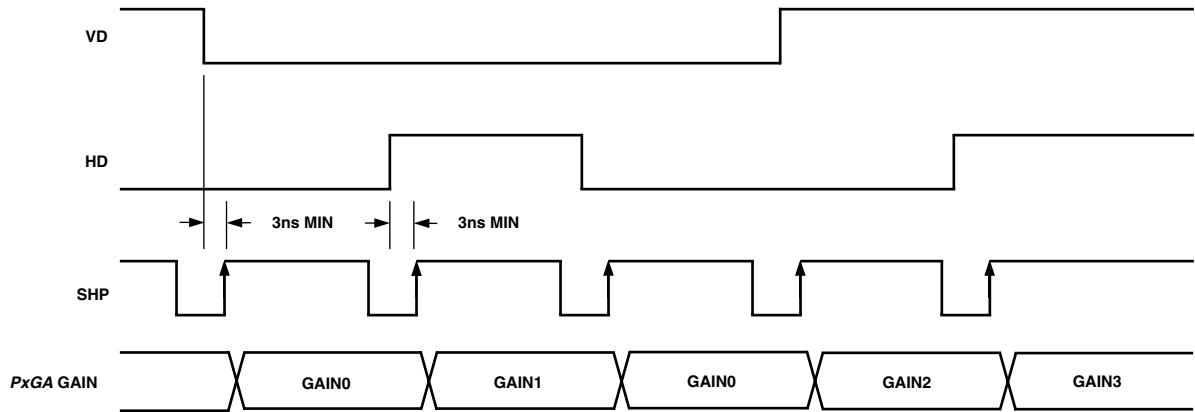 VD
HD
3ns MIN
3ns MIN
SHP
PxGA GAIN
GAIN0
GAIN1
GAIN0
GAIN2
GAIN3